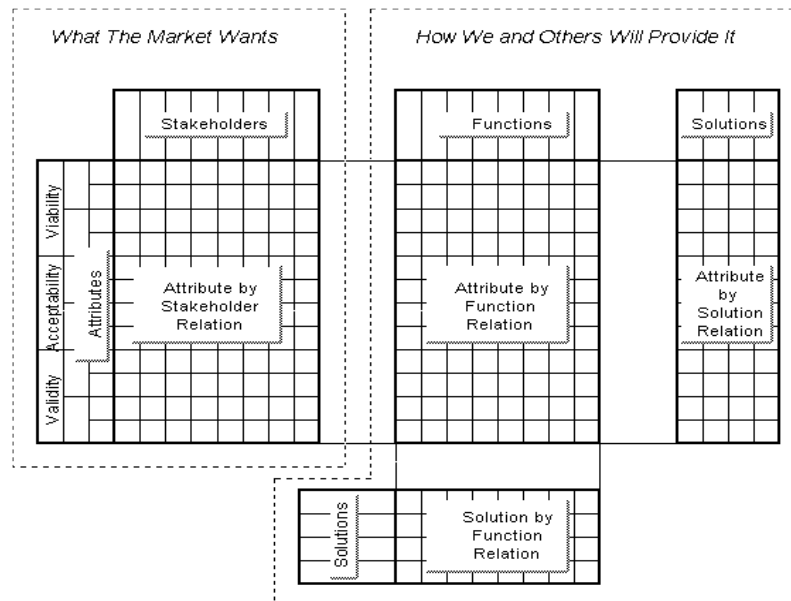 What The Market Wants
How We and Others Will Provide It
Stakeholders
Functions
Solutions
Viability
Acceptability
Validity
Attributes
Attribute by
Stakeholder
Relation
Attribute by
Function
Relation
Attribute
by
Solution
Relation
Solutions
Solution by
Function
Relation